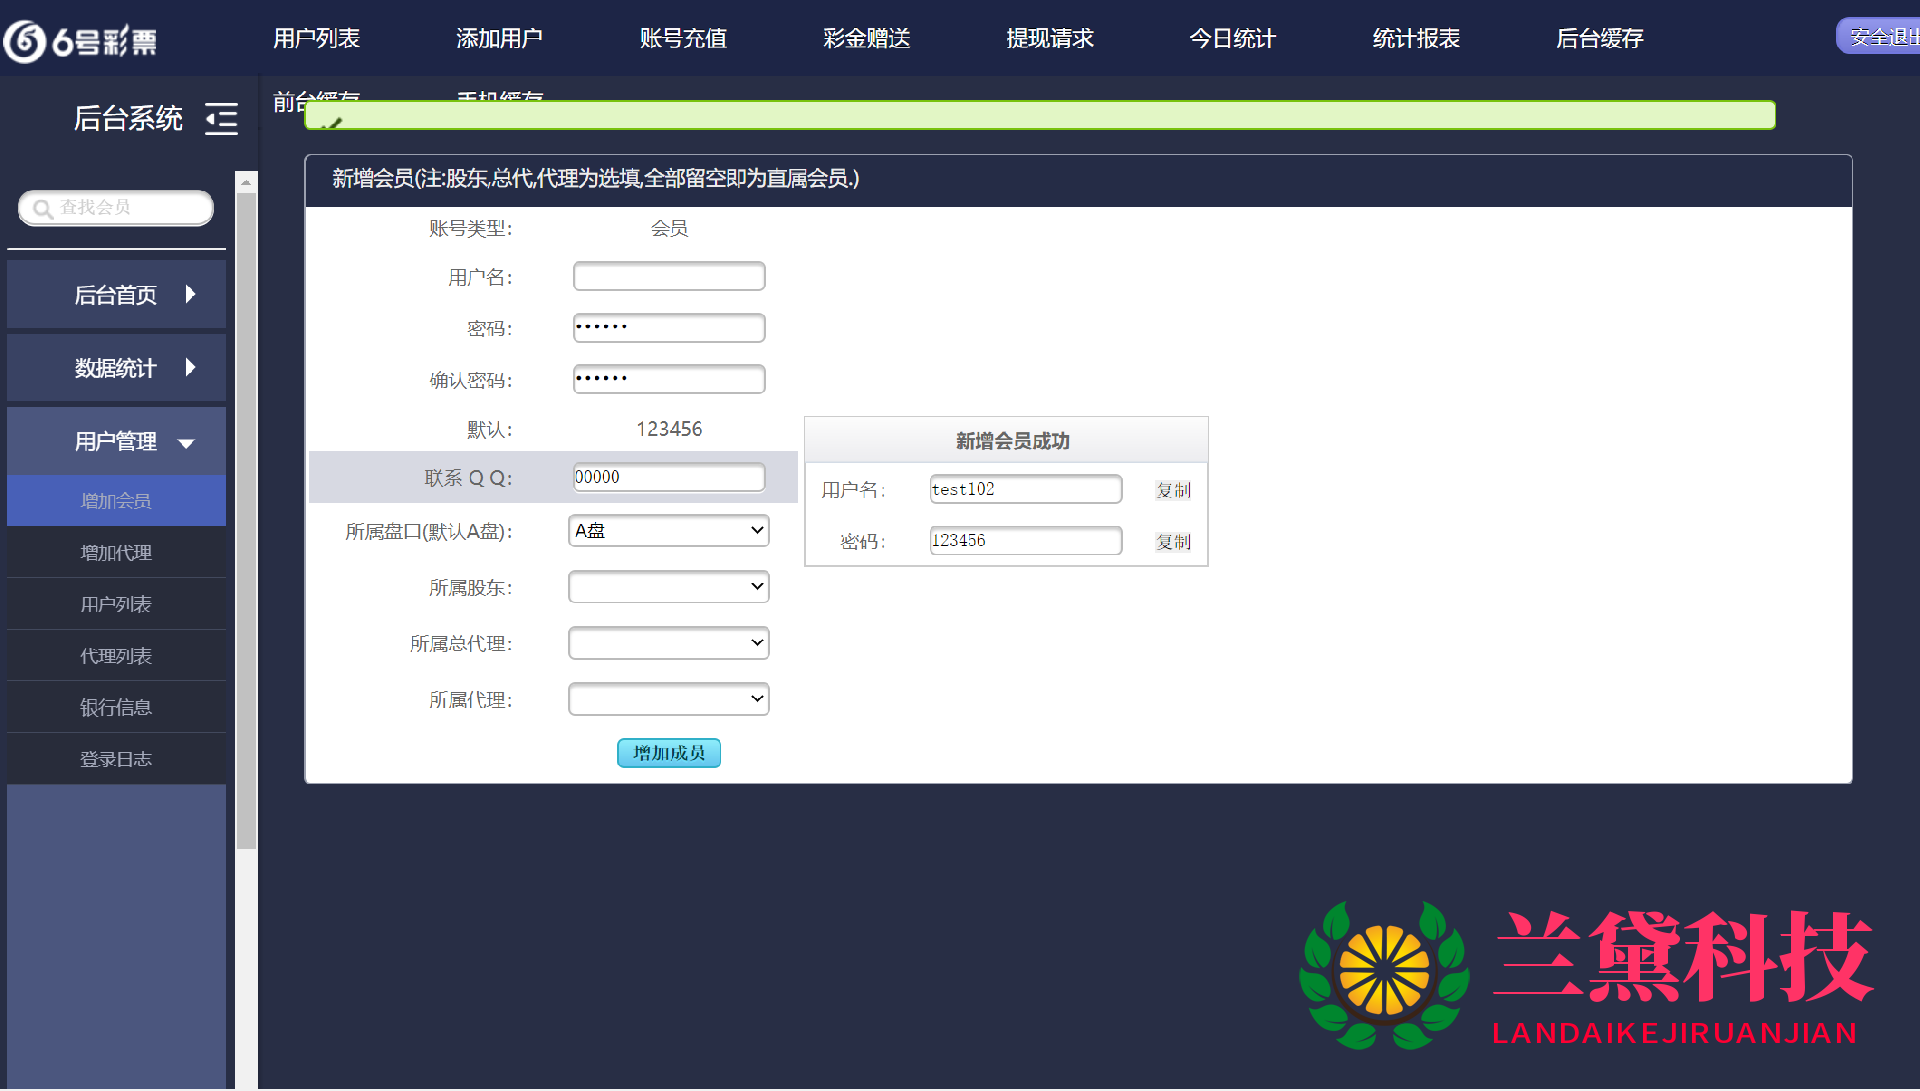 6号彩票
用户列表
添加用户
账号充值
彩金赠送
提现请求
今日统计
统计报表
后台缓存
安全退出
前台缓存
手机缓存
后台系统
查找会员
后台首页
数据统计
用户管理
增加会员
增加代理
用户列表
代理列表
银行信息
登录日志
新增会员(注:股东,总代,代理为选填,全部留空即为直属会员.)
账号类型: 会员
用户名:
密码: ••••••
确认密码: ••••••
默认: 123456
联系 Q Q: 00000
所属盘口(默认A盘): A盘
所属股东:
所属总代理:
所属代理:
增加成员
新增会员成功
用户名: test102 复制
密码: 123456 复制
兰黛科技
LANDAIKEJIRUANJIAN